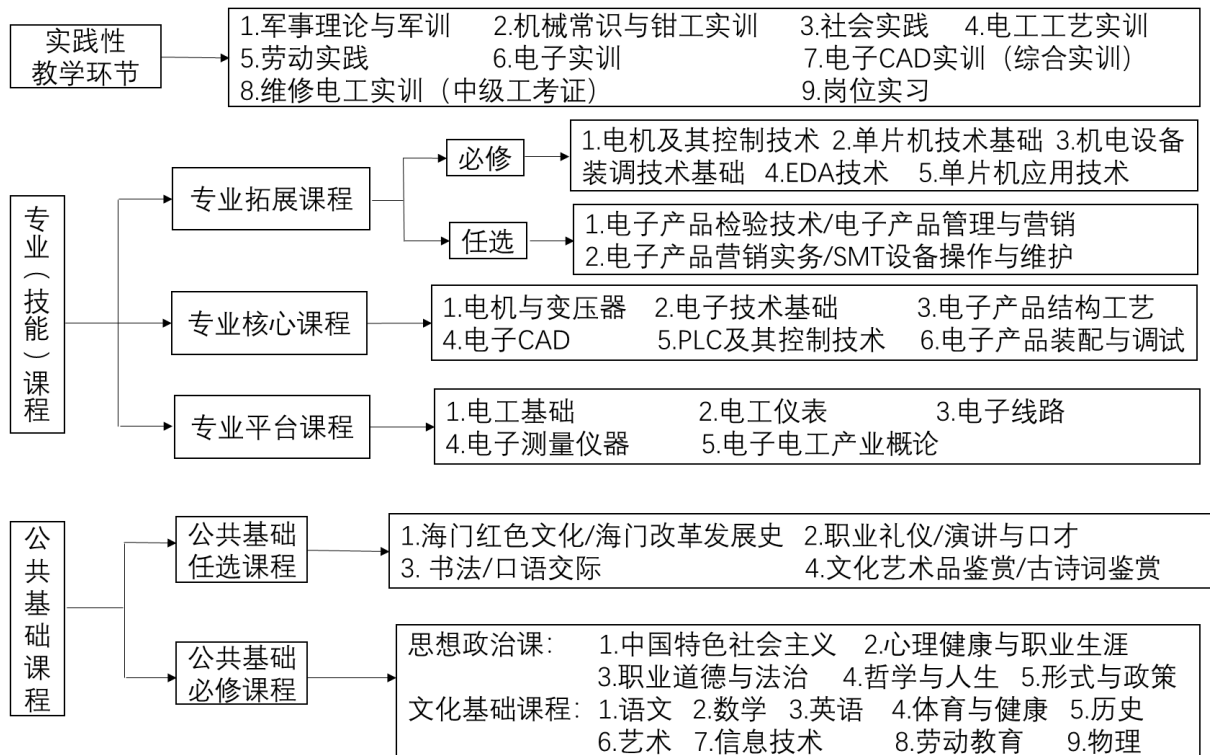 实践性
教学环节
1.军事理论与军训 2.机械常识与钳工实训 3.社会实践 4.电工工艺实训
5.劳动实践 6.电子实训 7.电子CAD实训（综合实训）
8.维修电工实训（中级工考证） 9.岗位实习
专业（技能）课程
专业拓展课程
必修
1.电机及其控制技术 2.单片机技术基础 3.机电设备
装调技术基础 4.EDA技术 5.单片机应用技术
任选
1.电子产品检验技术/电子产品管理与营销
2.电子产品营销实务/SMT设备操作与维护
专业核心课程
1.电机与变压器 2.电子技术基础 3.电子产品结构工艺
4.电子CAD 5.PLC及其控制技术 6.电子产品装配与调试
专业平台课程
1.电工基础 2.电工仪表 3.电子线路
4.电子测量仪器 5.电子电工产业概论
公共基础课程
公共基础
任选课程
1.海门红色文化/海门改革发展史 2.职业礼仪/演讲与口才
3. 书法/口语交际 4.文化艺术品鉴赏/古诗词鉴赏
公共基础
必修课程
思想政治课： 1.中国特色社会主义 2.心理健康与职业生涯
3.职业道德与法治 4.哲学与人生 5.形式与政策
文化基础课程：1.语文 2.数学 3.英语 4.体育与健康 5.历史
6.艺术 7.信息技术 8.劳动教育 9.物理